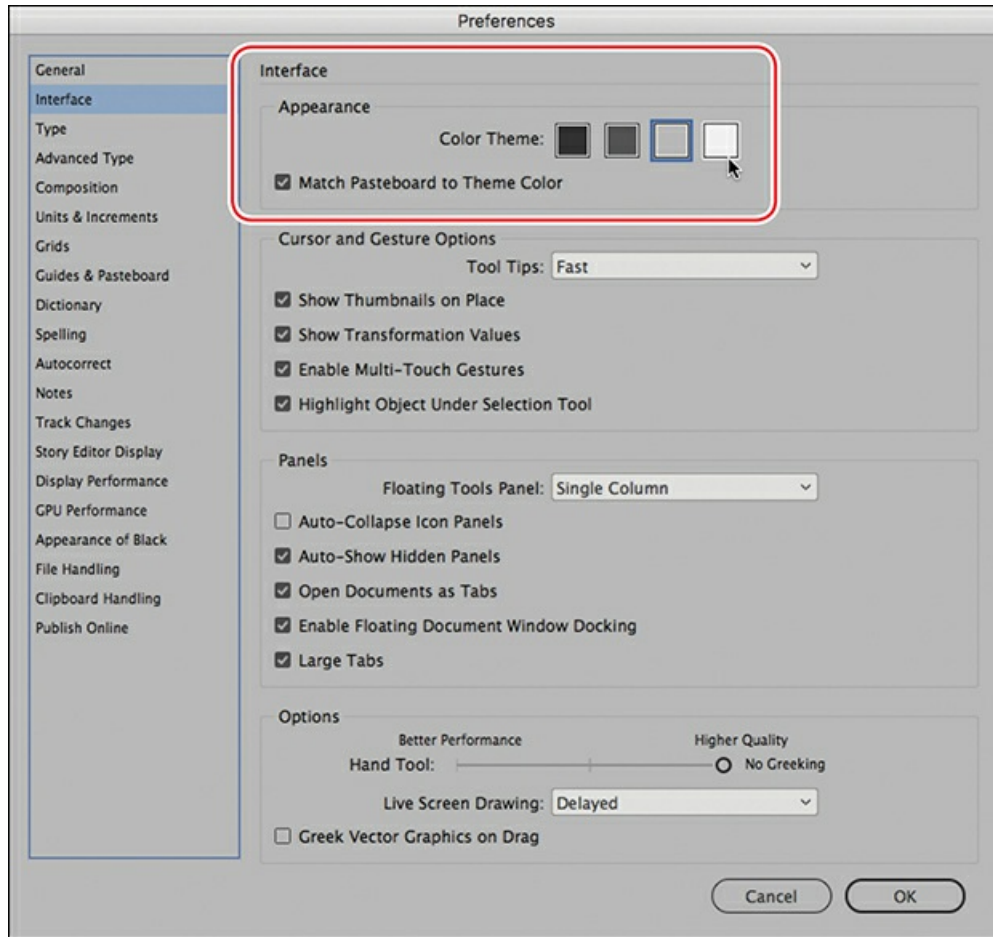 Preferences
General
Interface
Type
Advanced Type
Composition
Units & Increments
Grids
Guides & Pasteboard
Dictionary
Spelling
Autocorrect
Notes
Track Changes
Story Editor Display
Display Performance
GPU Performance
Appearance of Black
File Handling
Clipboard Handling
Publish Online
Interface
Appearance
Color Theme:
Match Pasteboard to Theme Color
Cursor and Gesture Options
Tool Tips: Fast
Show Thumbnails on Place
Show Transformation Values
Enable Multi-Touch Gestures
Highlight Object Under Selection Tool
Panels
Floating Tools Panel: Single Column
Auto-Collapse Icon Panels
Auto-Show Hidden Panels
Open Documents as Tabs
Enable Floating Document Window Docking
Large Tabs
Options
Better Performance Higher Quality
Hand Tool: No Greeking
Live Screen Drawing: Delayed
Greek Vector Graphics on Drag
Cancel OK